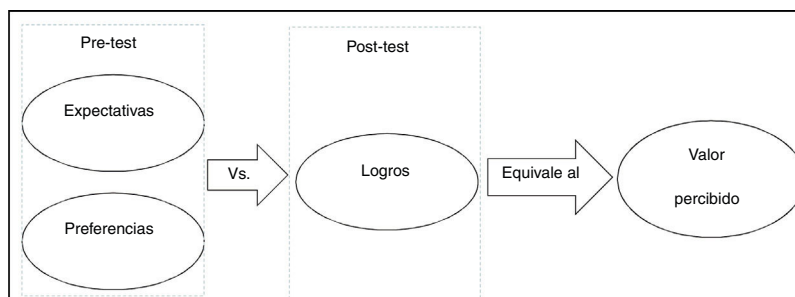 Pre-test
Expectativas
Preferencias
Vs.
Post-test
Logros
Equivale al
Valor
percibido